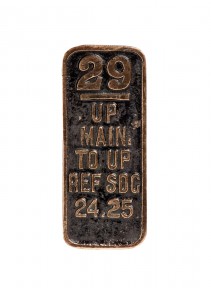 29
UP
MAIN.
TO UP
REF SDG
24.25